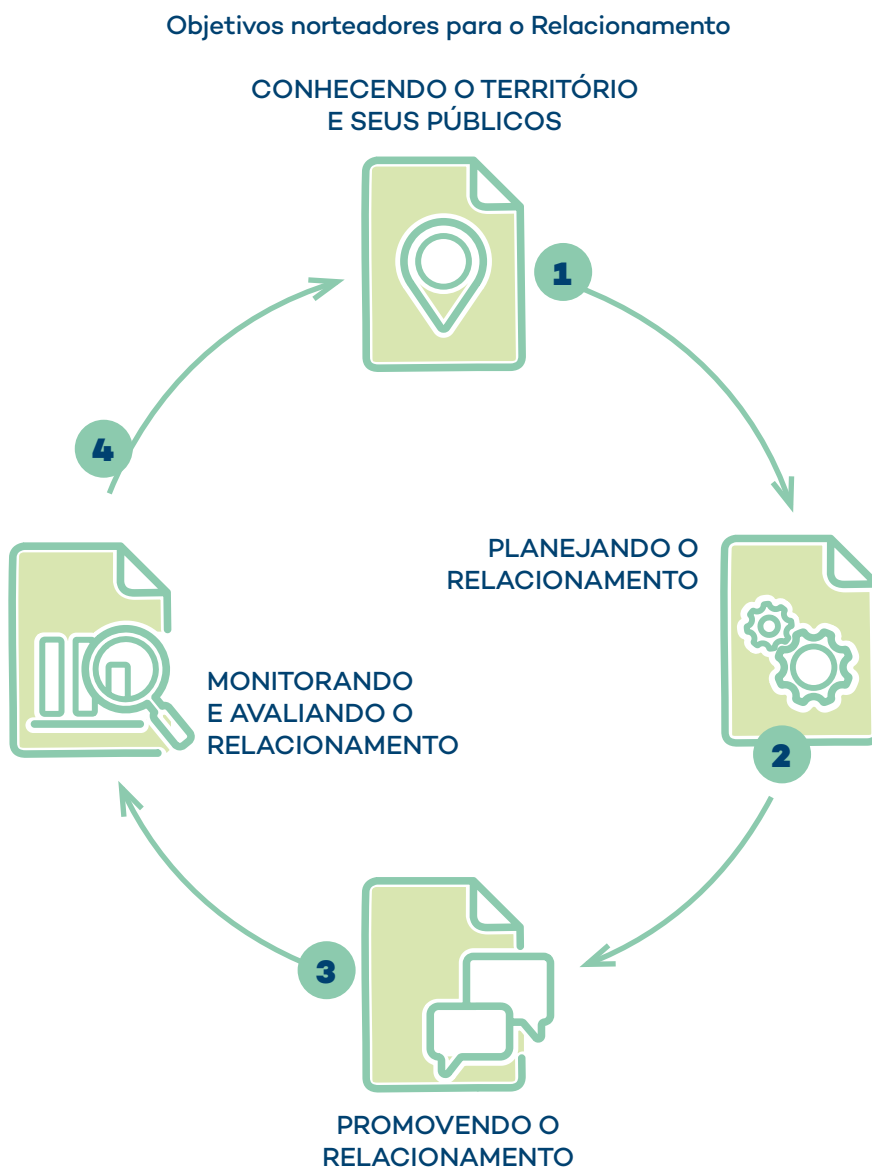 Objetivos norteadores para o Relacionamento
CONHECENDO O TERRITÓRIO
E SEUS PÚBLICOS
1
PLANEJANDO O
RELACIONAMENTO
2
PROMOVENDO O
RELACIONAMENTO
3
MONITORANDO
E AVALIANDO O
RELACIONAMENTO
4